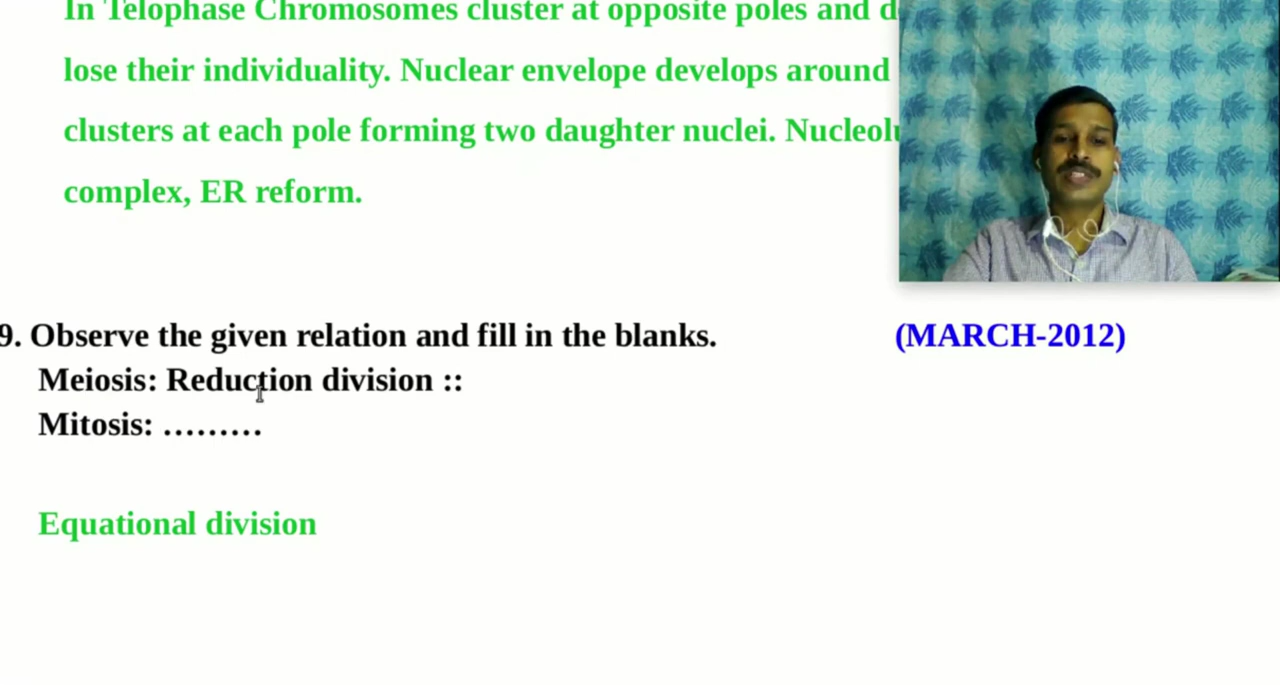 In Telophase Chromosomes cluster at opposite poles and
lose their individuality. Nuclear envelope develops around
clusters at each pole forming two daughter nuclei.
complex, ER reform.
9. Observe the given relation and fill in the blanks. (MARCH-2012)
Meiosis: Reduction division ::
Mitosis: .........
Equational division